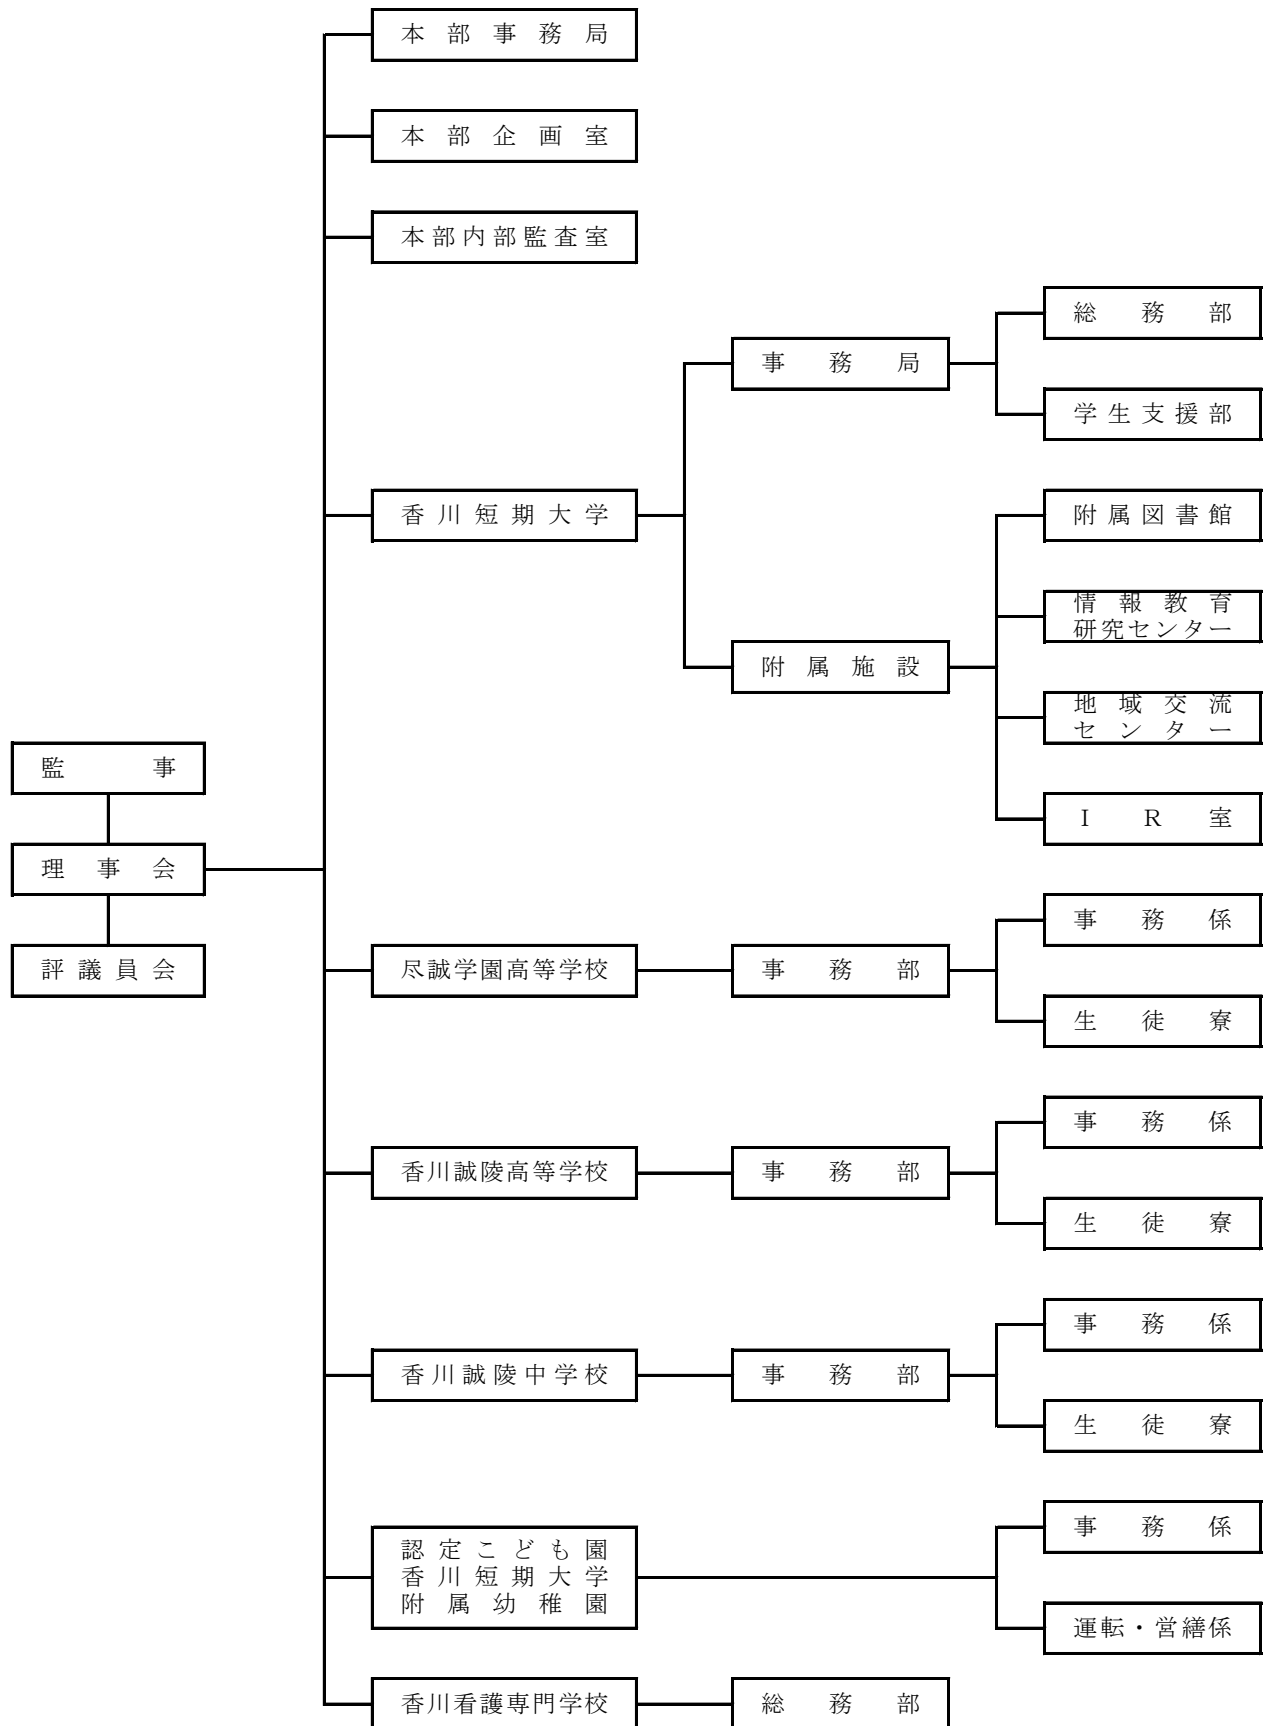 本部事務局
本部企画室
本部内部監査室
総務部
事務局
学生支援部
香川短期大学
附属図書館
情報教育
研究センター
附属施設
地域交流
センター
監事
IR室
理事会
事務係
評議員会
尽誠学園高等学校
事務部
生徒寮
事務係
香川誠陵高等学校
事務部
生徒寮
事務係
香川誠陵中学校
事務部
生徒寮
事務係
認定こども園
香川短期大学
附属幼稚園
運転・営繕係
香川看護専門学校
総務部